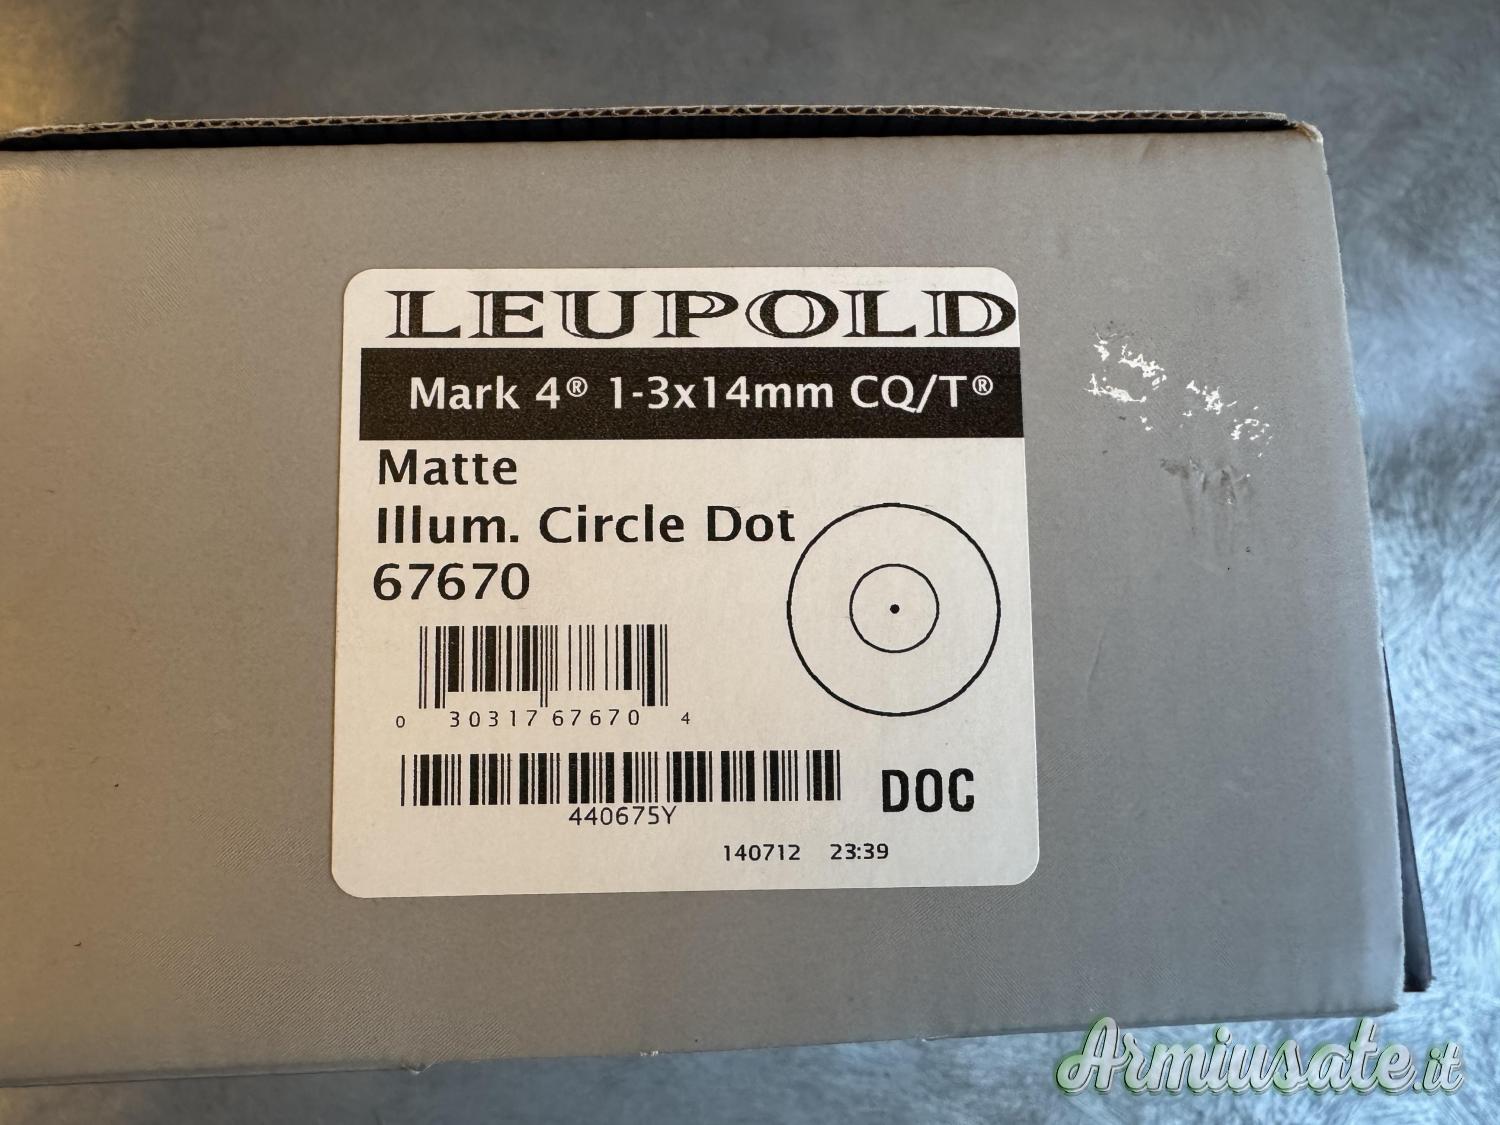 LEUPOLD
Mark 4® 1-3x14mm CQ/T®
Matte
Illum. Circle Dot
67670
0 30317 67670 4
440675Y
DOC
140712 23:39
Armiusate.it